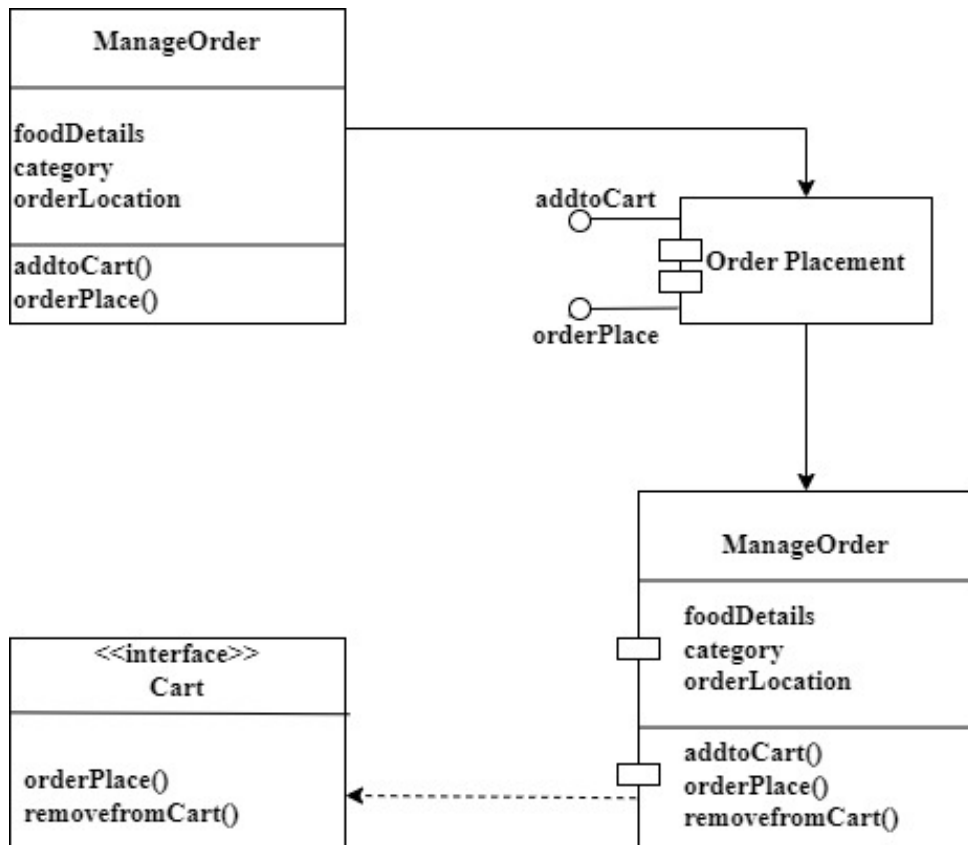 ManageOrder
foodDetails
category
orderLocation
addtoCart()
orderPlace()
addtoCart
Order Placement
orderPlace
ManageOrder
foodDetails
category
orderLocation
addtoCart()
orderPlace()
removefromCart()
<<interface>>
Cart
orderPlace()
removefromCart()